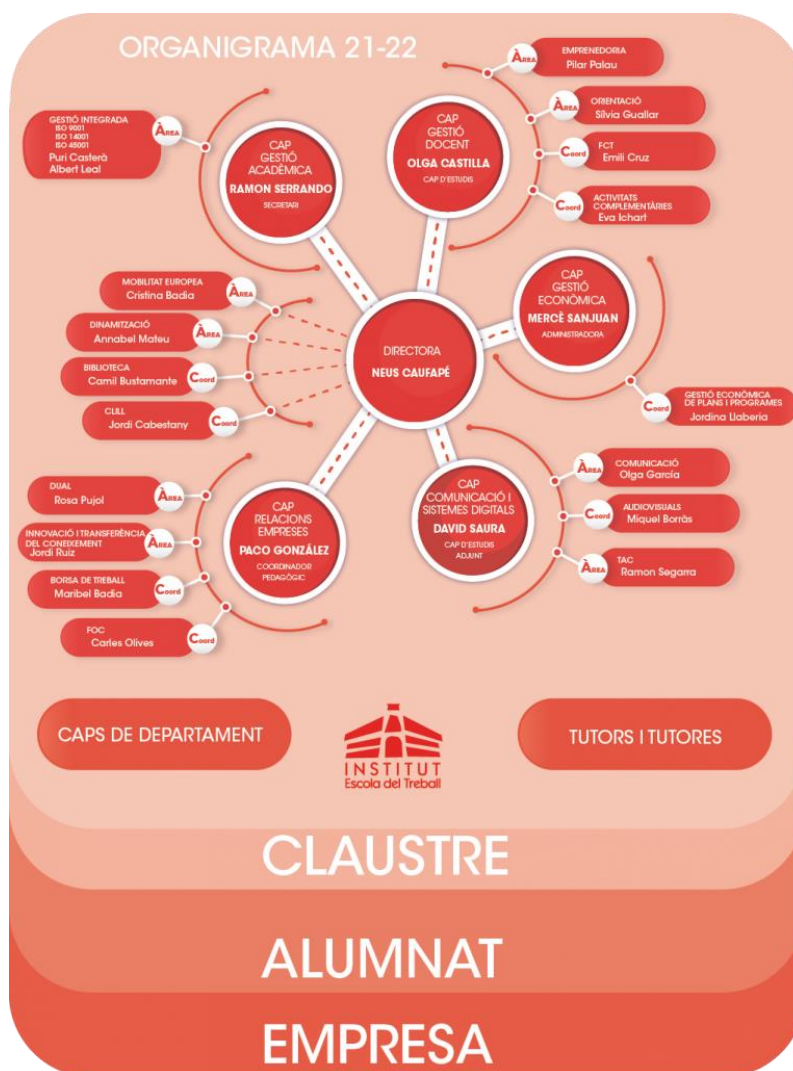 ORGANIGRAMA 21-22
GESTIÓ INTEGRADA
ISO 9001
ISO 14001
ISO 45001
Puri Casterà
Albert Leal
ÀREA
CAP
GESTIÓ
ACADÈMICA
RAMON SERRANDO
SECRETARI
CAP
GESTIÓ
DOCENT
OLGA CASTILLA
CAP D'ESTUDIS
ÀREA
EMPRENEDORIA
Pilar Palau
ÀREA
ORIENTACIÓ
Sílvia Guallar
Coord
FCT
Emili Cruz
Coord
ACTIVITATS
COMPLEMENTÀRIES
Eva Ichart
MOBILITAT EUROPEA
Cristina Badia
ÀREA
DINAMITZACIÓ
Annabel Mateu
ÀREA
BIBLIOTECA
Camil Bustamante
Coord
CLILL
Jordi Cabestany
Coord
DIRECTORA
NEUS CAUFAPÉ
CAP
GESTIÓ
ECONÒMICA
MERCÈ SANJUAN
ADMINISTRADORA
Coord
GESTIÓ ECONÒMICA
DE PLANS I PROGRAMES
Jordina Llaberia
DUAL
Rosa Pujol
ÀREA
INNOVACIÓ I TRANSFERÈNCIA
DEL CONEIXEMENT
Jordi Ruiz
ÀREA
BORSA DE TREBALL
Maribel Badia
Coord
FOC
Carles Olives
Coord
CAP
RELACIONS
EMPRESES
PACO GONZÁLEZ
COORDINADOR
PEDAGÒGIC
CAP
COMUNICACIÓ I
SISTEMES DIGITALS
DAVID SAURA
CAP D'ESTUDIS
ADJUNT
ÀREA
COMUNICACIÓ
Olga García
Coord
AUDIOVISUALS
Miquel Borràs
ÀREA
TAC
Ramon Segarra
CAPS DE DEPARTAMENT
INSTITUT
Escola del Treball
TUTORS I TUTORES
CLAUSTRE
ALUMNAT
EMPRESA